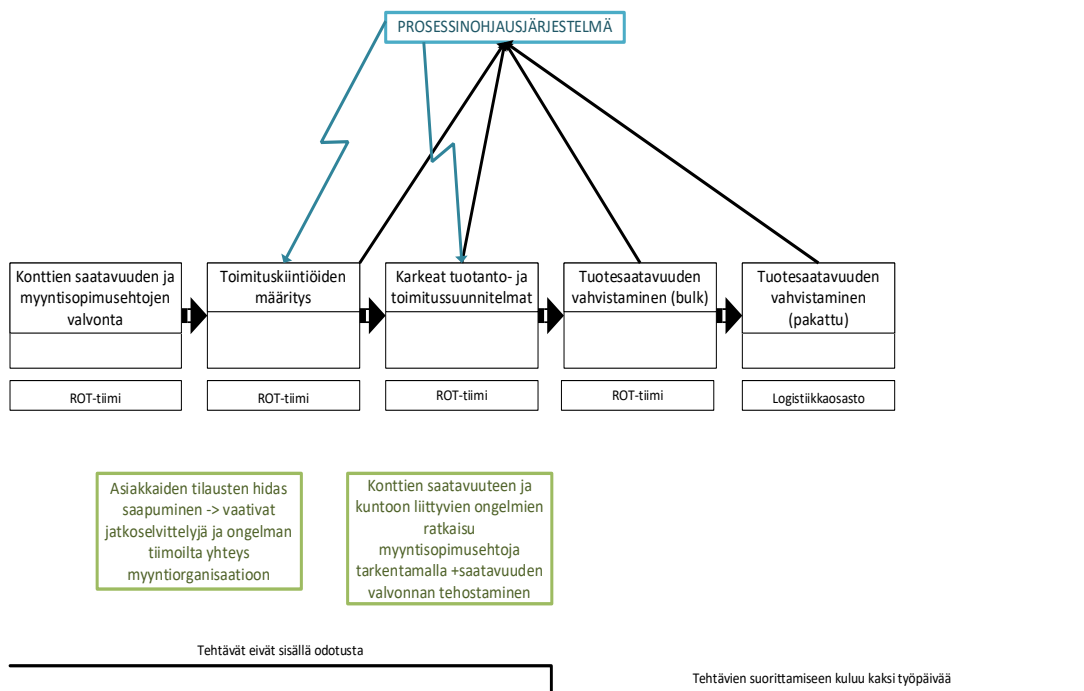 PROSESSINOHJAUSJÄRJESTELMÄ
Konttien saatavuuden ja
myyntisopimusehtojen
valvonta
Toimituskiintiöiden
määritys
Karkeat tuotanto- ja
toimitussuunnitelmat
Tuotesaatavuuden
vahvistaminen (bulk)
Tuotesaatavuuden
vahvistaminen
(pakattu)
ROT-tiimi
ROT-tiimi
ROT-tiimi
ROT-tiimi
Logistiikkaosasto
Asiakkaiden tilausten hidas
saapuminen -> vaativat
jatkoselvittelyjä ja ongelman
tiimoilta yhteys
myyntiorganisaatioon
Konttien saatavuuteen ja
kuntoon liittyvien ongelmien
ratkaisu
myyntisopimusehtoja
tarkentamalla +saatavuuden
valvonnan tehostaminen
Tehtävät eivät sisällä odotusta
Tehtävien suorittamiseen kuluu kaksi työpäivää